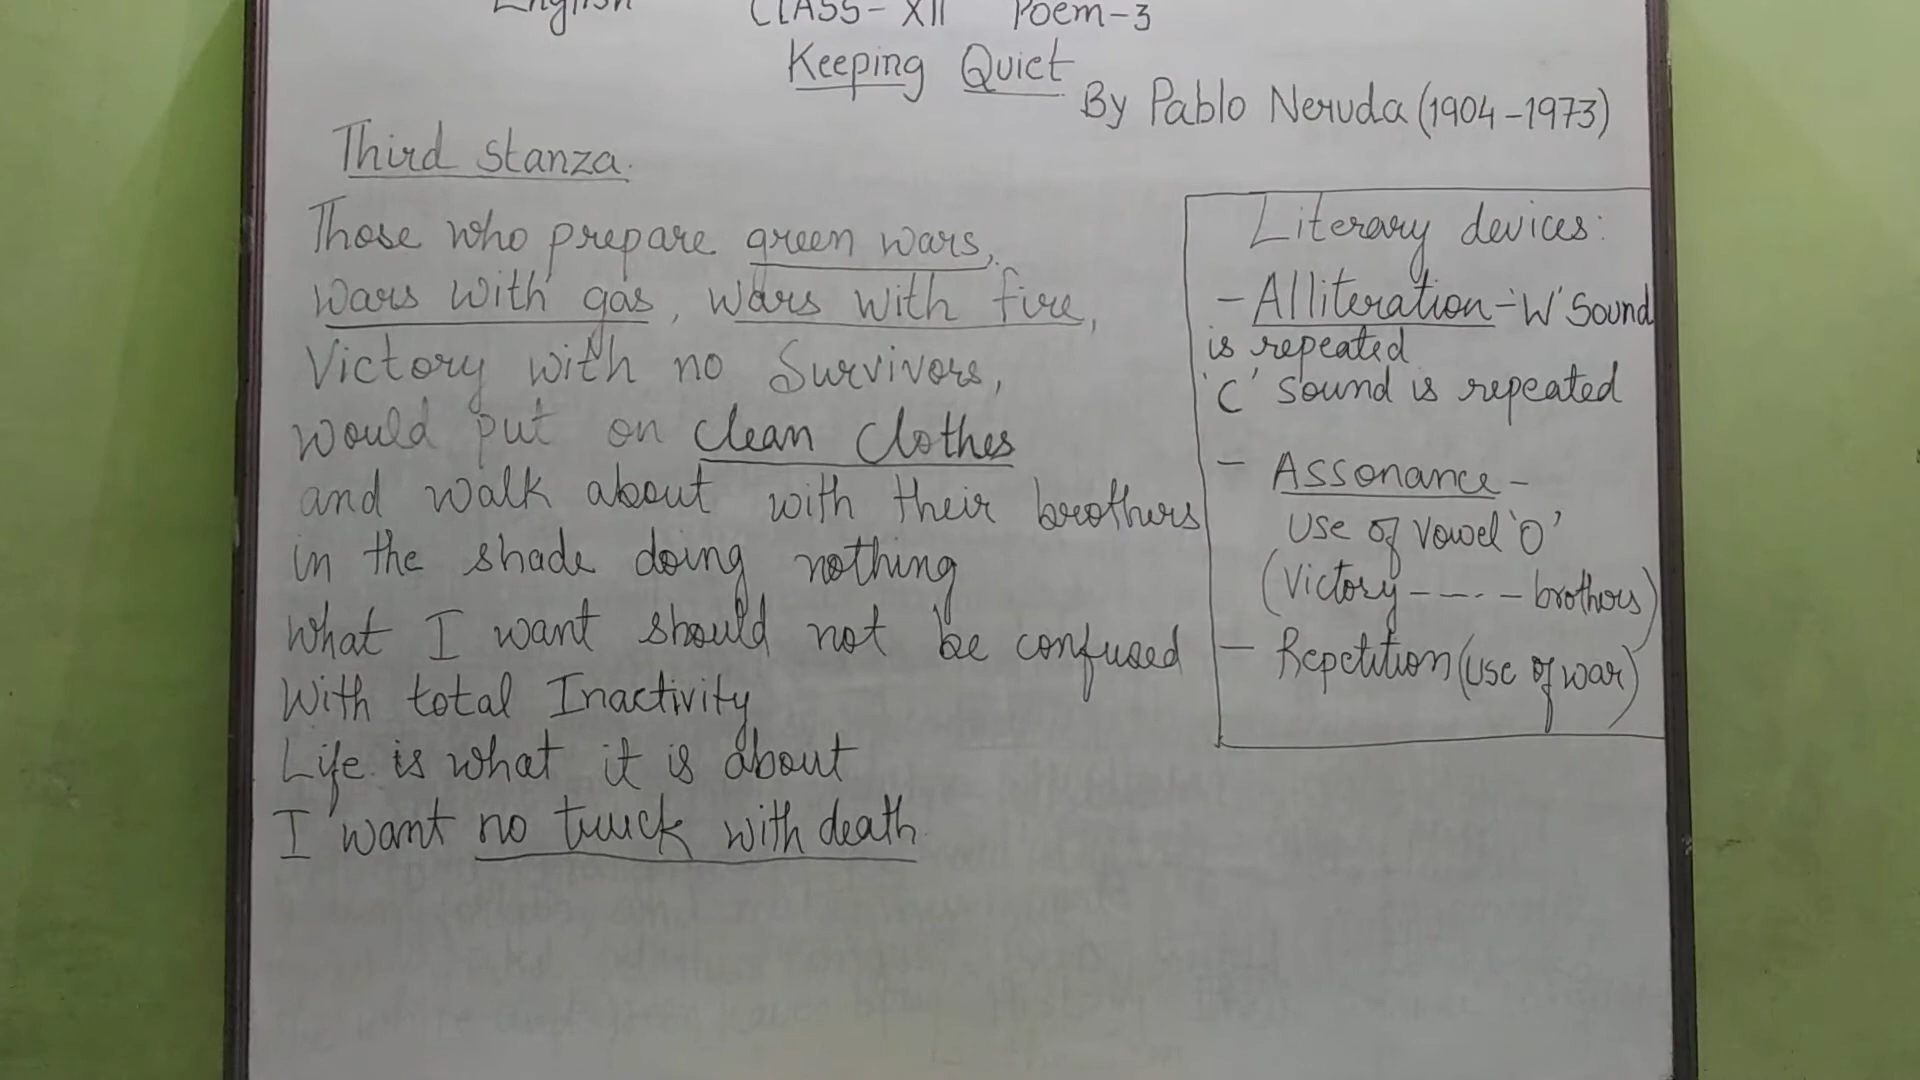 English CLASS-XII Poem-3
Keeping Quiet
By Pablo Neruda (1904-1973)
Third Stanza.
Those who prepare green wars,
wars with gas, wars with fire,
Victory with no Survivors,
would put on clean clothes
and walk about with their brothers
in the shade doing nothing
What I want should not be confused
With total Inactivity
Life is what it is about
I want no truck with death
Literary devices:
- Alliteration - 'W' Sound
is repeated
'C' Sound is repeated
- Assonance -
Use of vowel 'O'
(Victory ---- brothers)
- Repetition (Use of war)